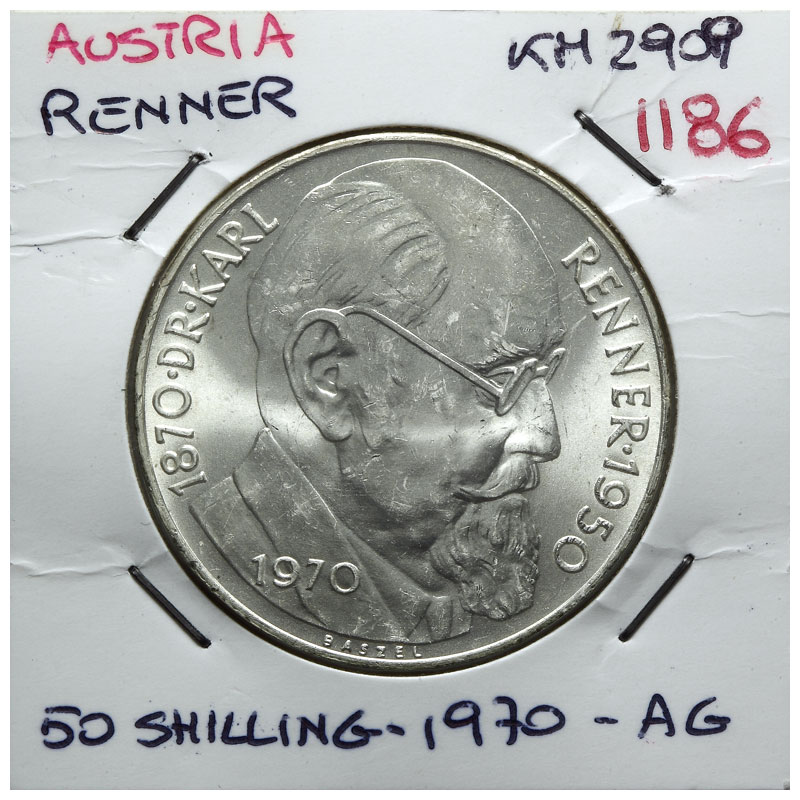 AUSTRIA
RENNER
KM 2909
1186
1870·DR·KARL
RENNER·1950
1970
BASZEL
50 SHILLING-1970-AG